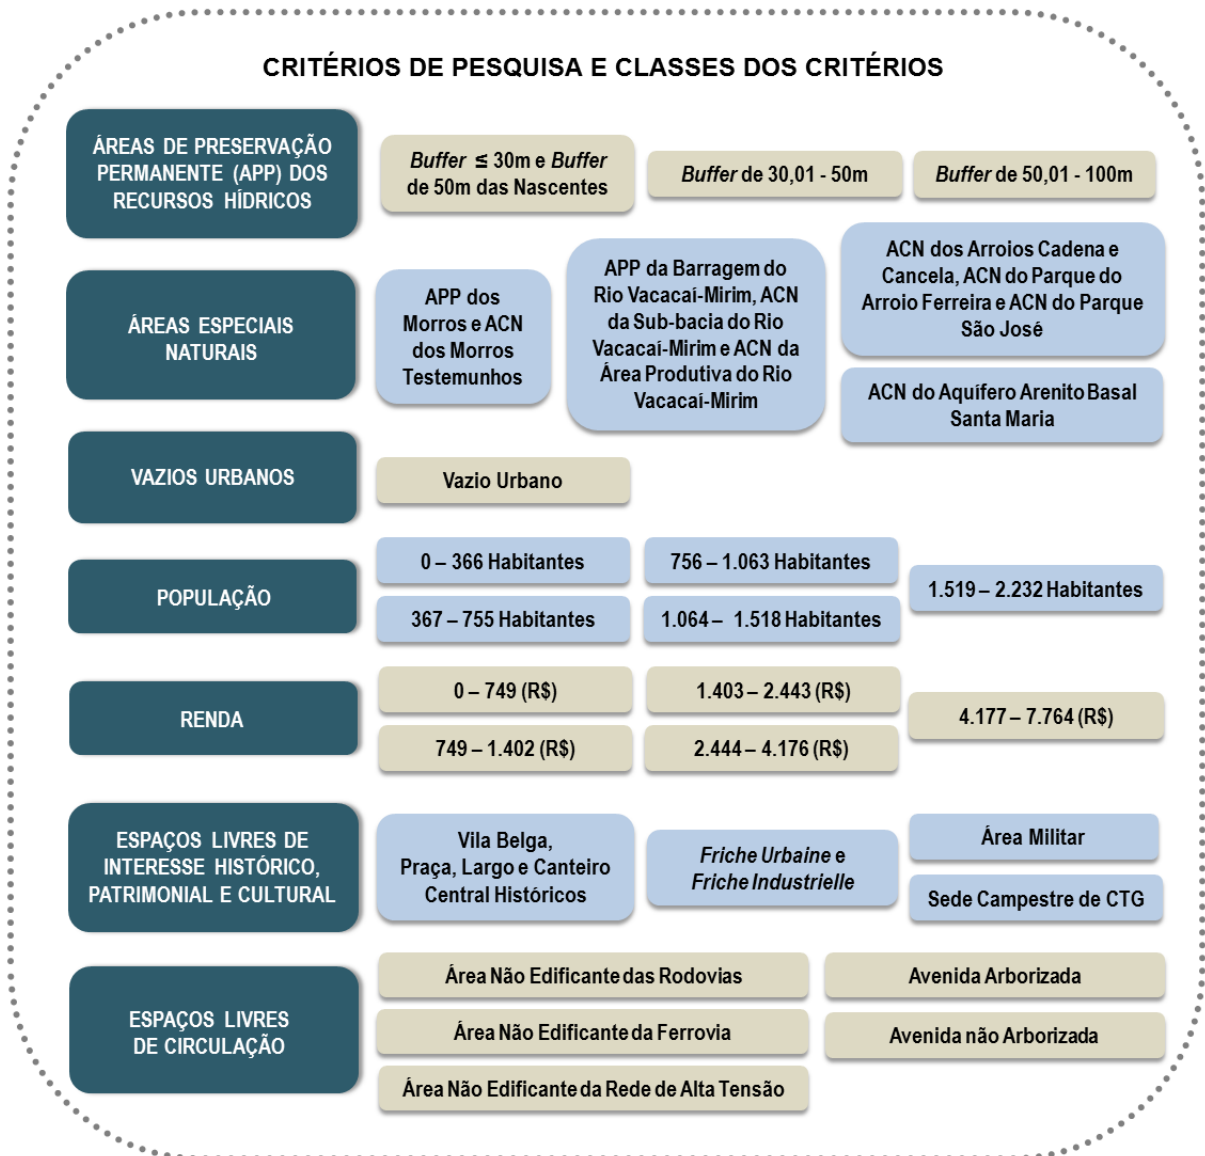 CRITÉRIOS DE PESQUISA E CLASSES DOS CRITÉRIOS
ÁREAS DE PRESERVAÇÃO
PERMANENTE (APP) DOS
RECURSOS HÍDRICOS
Buffer ≤ 30m e Buffer
de 50m das Nascentes
Buffer de 30,01 - 50m
Buffer de 50,01 - 100m
ÁREAS ESPECIAIS
NATURAIS
APP dos
Morros e ACN
dos Morros
Testemunhos
APP da Barragem do
Rio Vacacaí-Mirim, ACN
da Sub-bacia do Rio
Vacacaí-Mirim e ACN da
Área Produtiva do Rio
Vacacaí-Mirim
ACN dos Arroios Cadena e
Cancela, ACN do Parque do
Arroio Ferreira e ACN do Parque
São José
ACN do Aquífero Arenito Basal
Santa Maria
VAZIOS URBANOS
Vazio Urbano
POPULAÇÃO
0 – 366 Habitantes
756 – 1.063 Habitantes
1.519 – 2.232 Habitantes
367 – 755 Habitantes
1.064 – 1.518 Habitantes
RENDA
0 – 749 (R$)
1.403 – 2.443 (R$)
4.177 – 7.764 (R$)
749 – 1.402 (R$)
2.444 – 4.176 (R$)
ESPAÇOS LIVRES DE
INTERESSE HISTÓRICO,
PATRIMONIAL E CULTURAL
Vila Belga,
Praça, Largo e Canteiro
Central Históricos
Friche Urbaine e
Friche Industrielle
Área Militar
Sede Campestre de CTG
ESPAÇOS LIVRES
DE CIRCULAÇÃO
Área Não Edificante das Rodovias
Avenida Arborizada
Área Não Edificante da Ferrovia
Avenida não Arborizada
Área Não Edificante da Rede de Alta Tensão